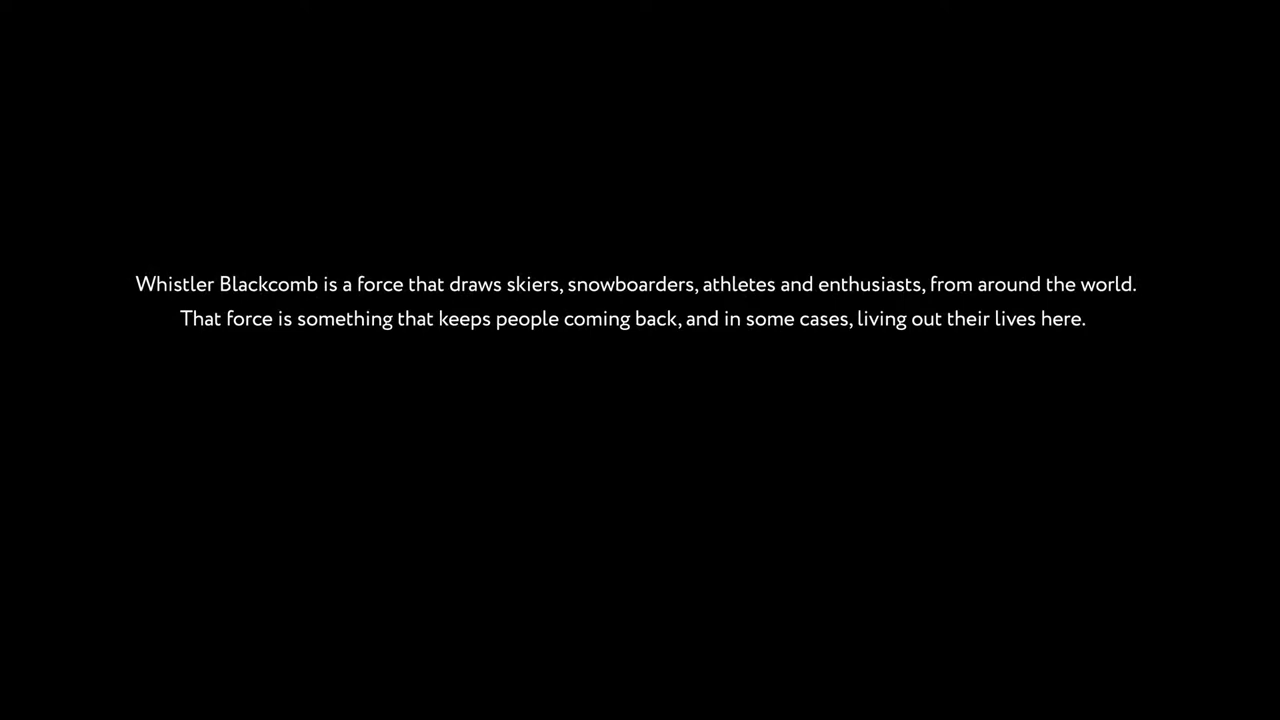 Whistler Blackcomb is a force that draws skiers, snowboarders, athletes and enthusiasts, from around the world.
That force is something that keeps people coming back, and in some cases, living out their lives here.